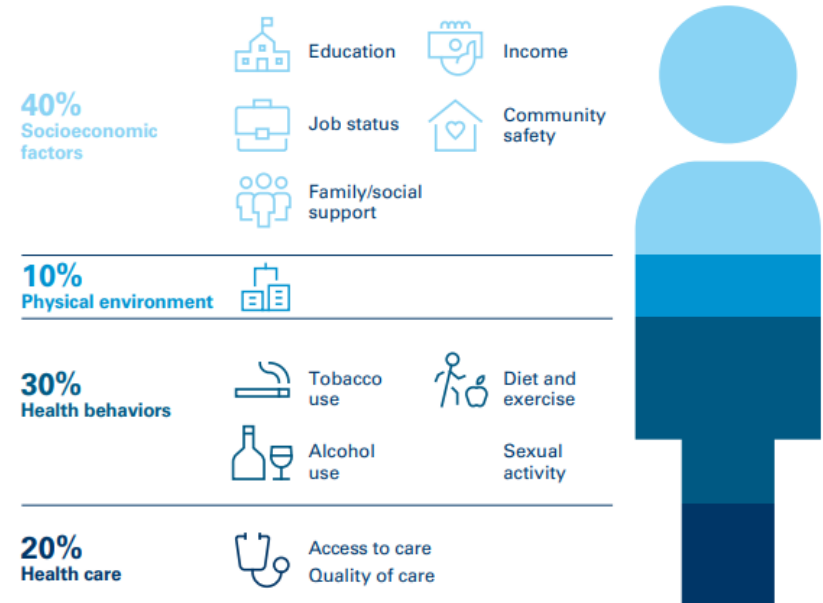 40%
Socioeconomic
factors
Education
Income
Job status
Community
safety
Family/social
support
10%
Physical environment
30%
Health behaviors
Tobacco
use
Diet and
exercise
Alcohol
use
Sexual
activity
20%
Health care
Access to care
Quality of care